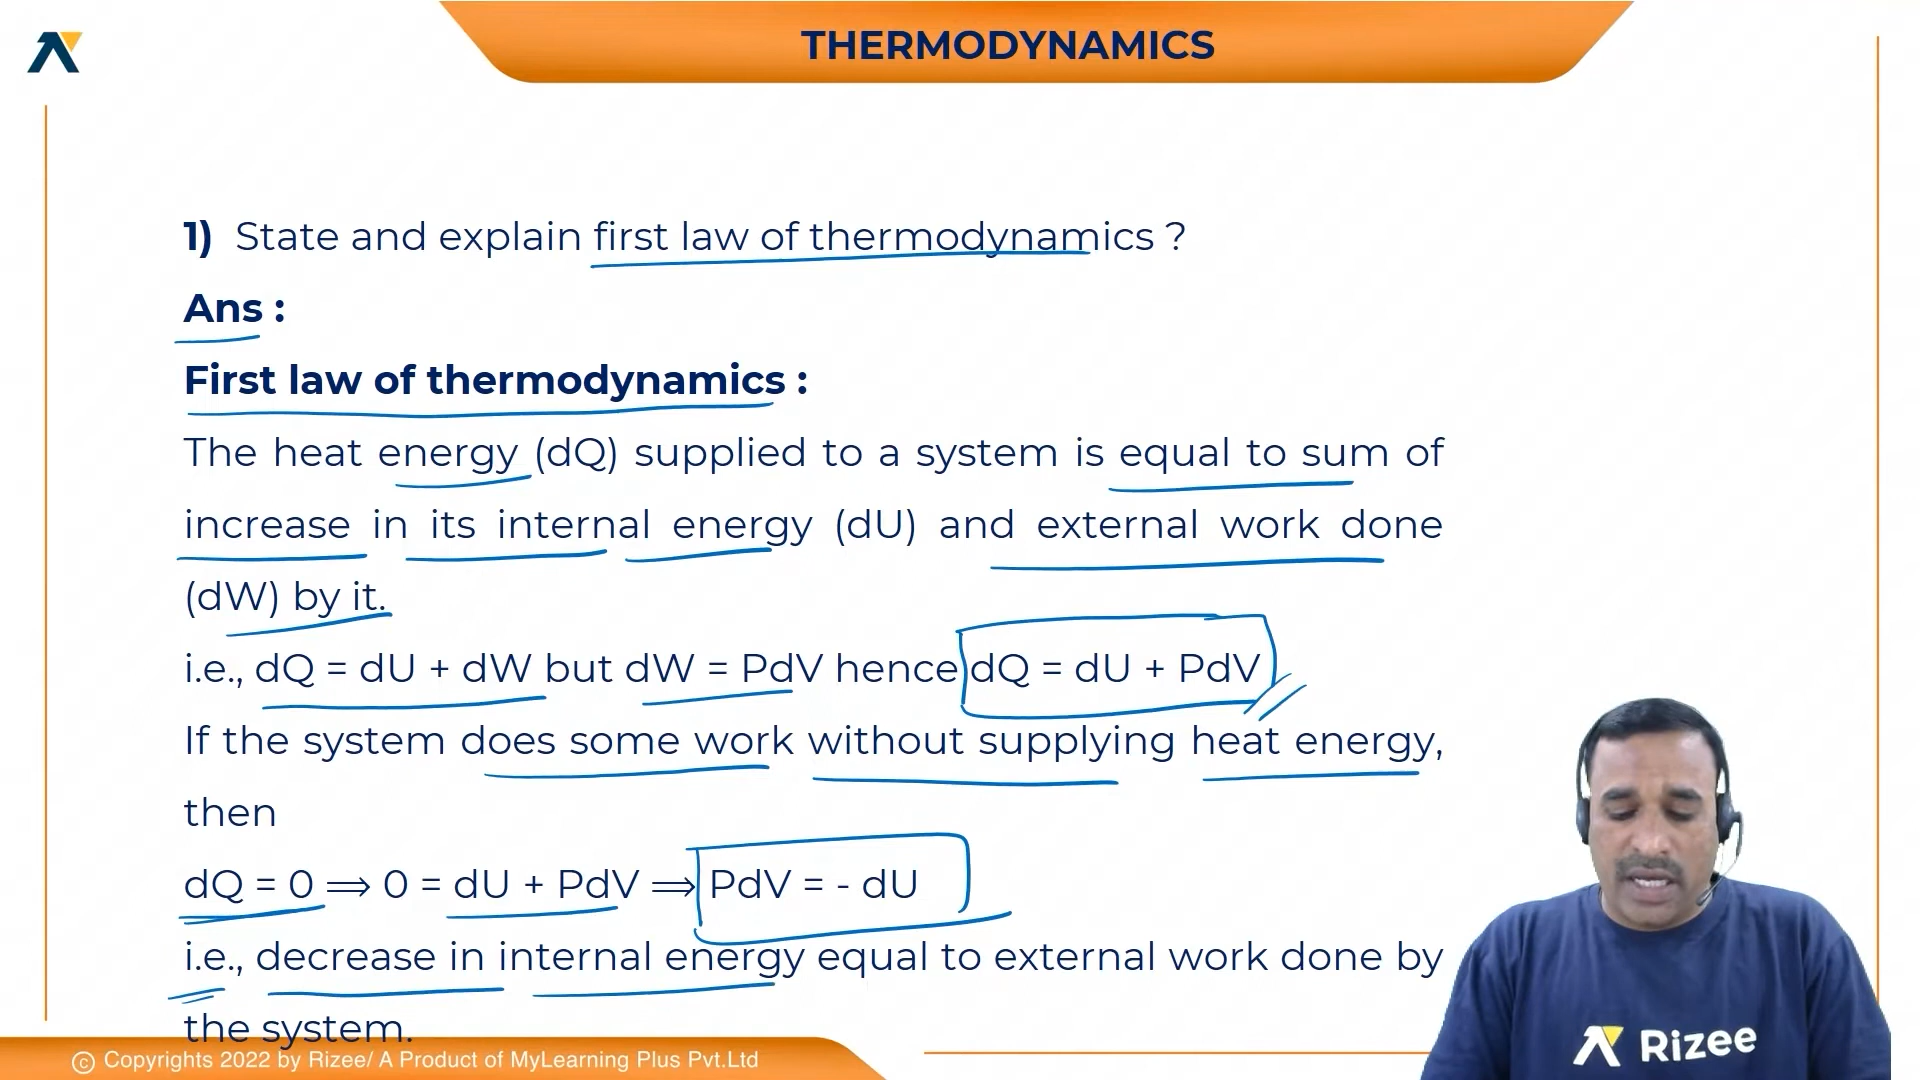 THERMODYNAMICS
1) State and explain first law of thermodynamics ?
Ans :
First law of thermodynamics :
The heat energy (dQ) supplied to a system is equal to sum of
increase in its internal energy (dU) and external work done
(dW) by it.
i.e., dQ = dU + dW but dW = PdV hence dQ = dU + PdV
If the system does some work without supplying heat energy,
then
dQ = 0 ⟹ 0 = dU + PdV ⟹ PdV = - dU
i.e., decrease in internal energy equal to external work done by
the system.
© Copyrights 2022 by Rizee/ A Product of MyLearning Plus Pvt.Ltd
Rizee